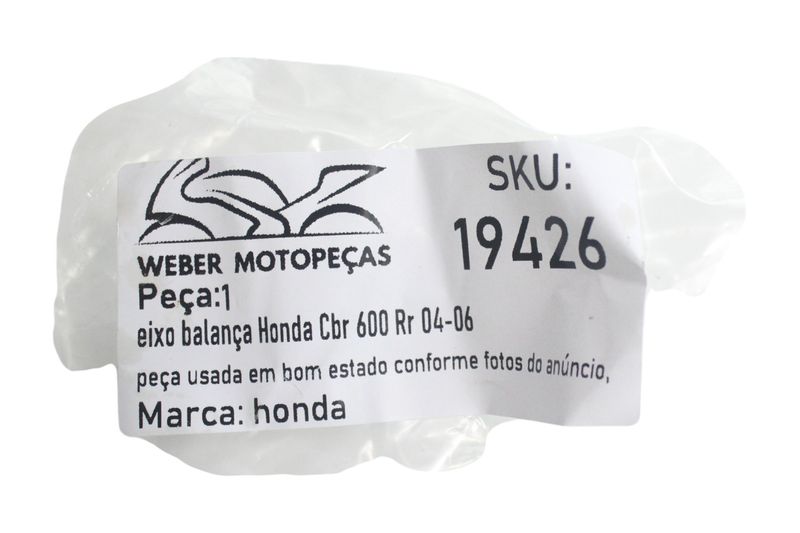 WEBER MOTOPEÇAS
SKU:
19426
Peça:1
eixo balança Honda Cbr 600 Rr 04-06
peça usada em bom estado conforme fotos do anúncio,
Marca: honda